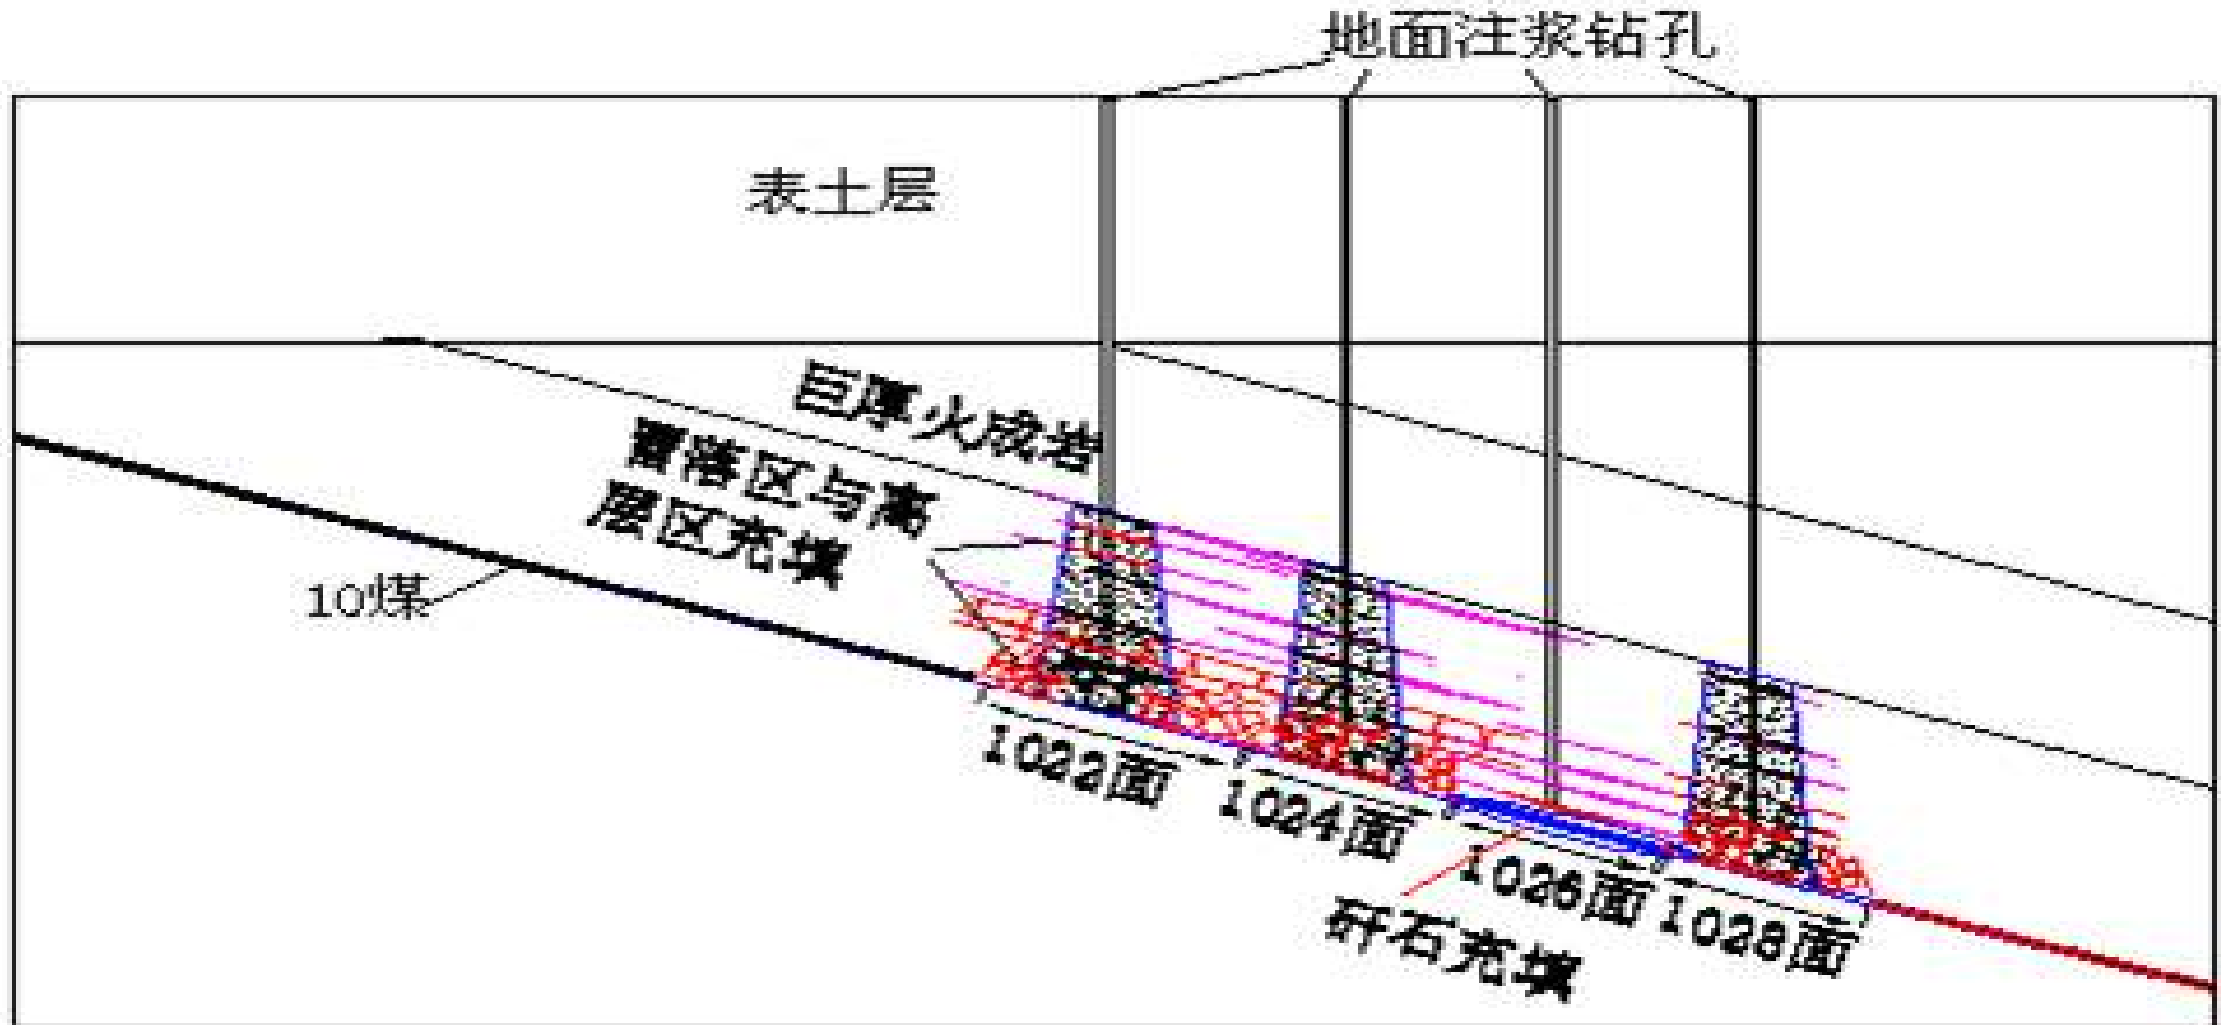 地面注浆钻孔
表土层
巨厚火成岩
冒落区与离
层区充填
10煤
1022面
1024面
1026面
1028面
矸石充填